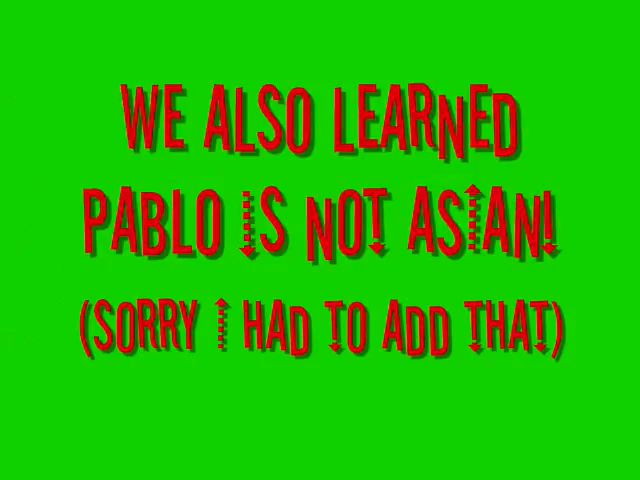 WE ALSO LEARNED
PABLO IS NOT ASIAN!
(SORRY I HAD TO ADD THAT)